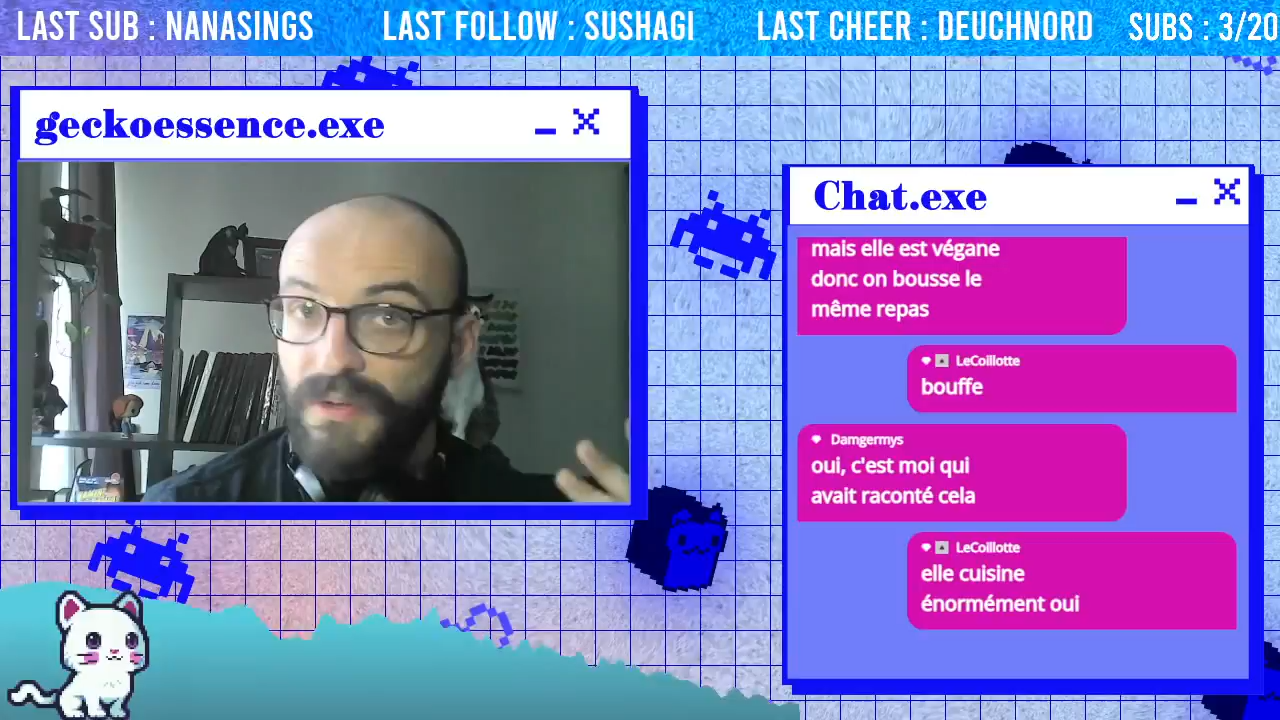 LAST SUB : NANASINGS LAST FOLLOW : SUSHAGI LAST CHEER : DEUCHNORD SUBS : 3/20
geckoessence.exe
Chat.exe
mais elle est végane
donc on bousse le
même repas
LeCoillotte
bouffe
Damgermys
oui, c'est moi qui
avait raconté cela
LeCoillotte
elle cuisine
énormément oui